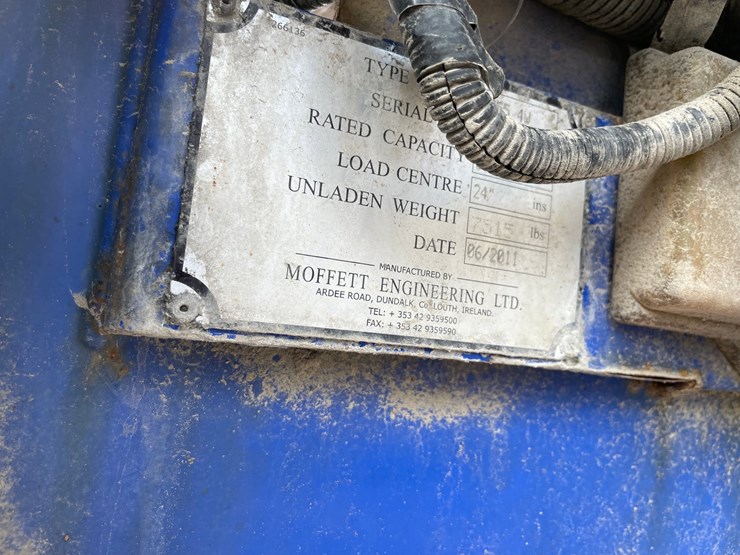 266136
TYPE
SERIAL
RATED CAPACITY
LOAD CENTRE 24" ins
UNLADEN WEIGHT 7515 lbs
DATE 06/2011
MANUFACTURED BY
MOFFETT ENGINEERING LTD.
ARDEE ROAD, DUNDALK, Co. LOUTH, IRELAND.
TEL: + 353 42 9359500
FAX: + 353 42 9359590